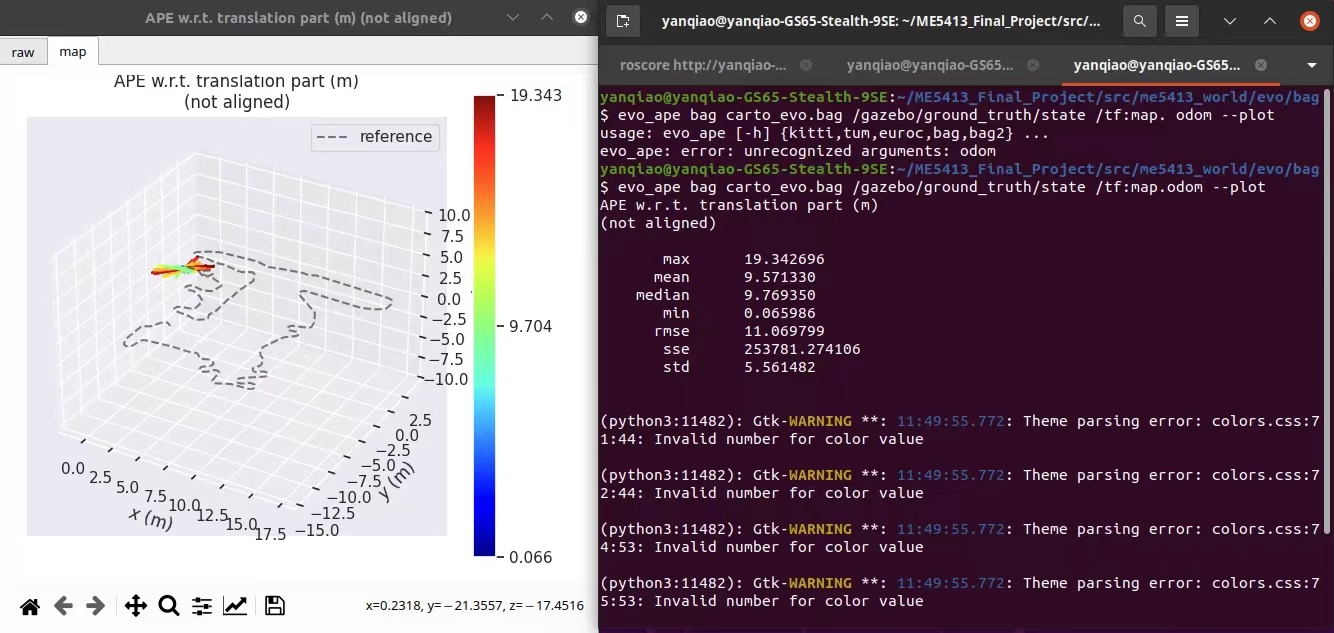 APE w.r.t. translation part (m) (not aligned)
raw
map
APE w.r.t. translation part (m)
(not aligned)
reference
19.343
9.704
0.066
10.0
7.5
5.0
2.5
0.0
−2.5
−5.0
−7.5
−10.0
2.5
0.0
−2.5
−5.0
−7.5
−10.0
−12.5
−15.0
y (m)
0.0
2.5
5.0
7.5
10.0
12.5
15.0
17.5
x (m)
x=0.2318, y=−21.3557, z=−17.4516
yanqiao@yanqiao-GS65-Stealth-9SE: ~/ME5413_Final_Project/src/...
roscore http://yanqiao-...
yanqiao@yanqiao-GS65...
yanqiao@yanqiao-GS65...
yanqiao@yanqiao-GS65-Stealth-9SE:~/ME5413_Final_Project/src/me5413_world/evo/bag
$ evo_ape bag carto_evo.bag /gazebo/ground_truth/state /tf:map. odom --plot
usage: evo_ape [-h] {kitti,tum,euroc,bag,bag2} ...
evo_ape: error: unrecognized arguments: odom
yanqiao@yanqiao-GS65-Stealth-9SE:~/ME5413_Final_Project/src/me5413_world/evo/bag
$ evo_ape bag carto_evo.bag /gazebo/ground_truth/state /tf:map.odom --plot
APE w.r.t. translation part (m)
(not aligned)
max 19.342696
mean 9.571330
median 9.769350
min 0.065986
rmse 11.069799
sse 253781.274106
std 5.561482
(python3:11482): Gtk-WARNING **: 11:49:55.772: Theme parsing error: colors.css:7
1:44: Invalid number for color value
(python3:11482): Gtk-WARNING **: 11:49:55.772: Theme parsing error: colors.css:7
2:44: Invalid number for color value
(python3:11482): Gtk-WARNING **: 11:49:55.772: Theme parsing error: colors.css:7
4:53: Invalid number for color value
(python3:11482): Gtk-WARNING **: 11:49:55.772: Theme parsing error: colors.css:7
5:53: Invalid number for color value